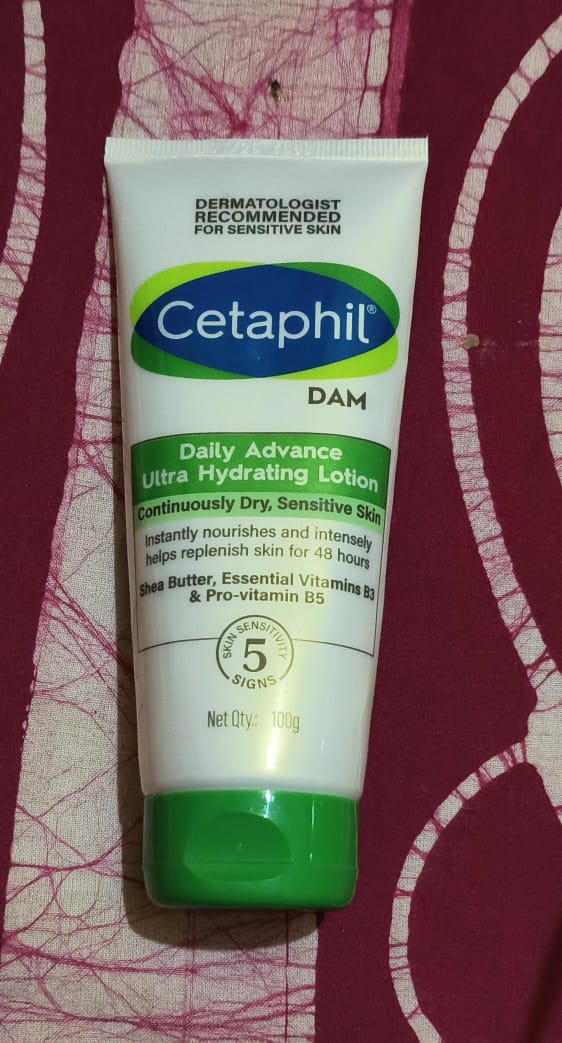 DERMATOLOGIST
RECOMMENDED
FOR SENSITIVE SKIN
Cetaphil®
DAM
Daily Advance
Ultra Hydrating Lotion
Continuously Dry, Sensitive Skin
Instantly nourishes and intensely
helps replenish skin for 48 hours
Shea Butter, Essential Vitamins B3
& Pro-vitamin B5
SKIN SENSITIVITY
5
SIGNS
Net Qty.: 100g